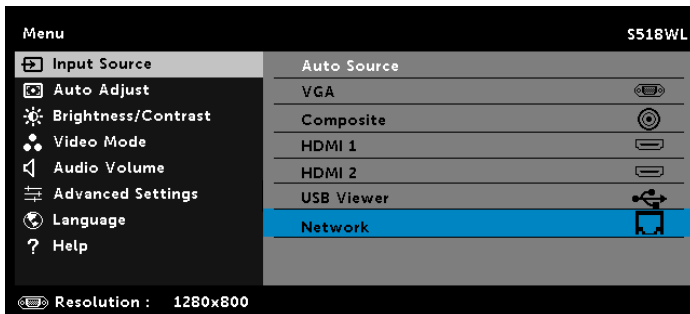 Menu S518WL
Input Source
Auto Adjust
Brightness/Contrast
Video Mode
Audio Volume
Advanced Settings
Language
? Help
Auto Source
VGA
Composite
HDMI 1
HDMI 2
USB Viewer
Network
Resolution : 1280x800